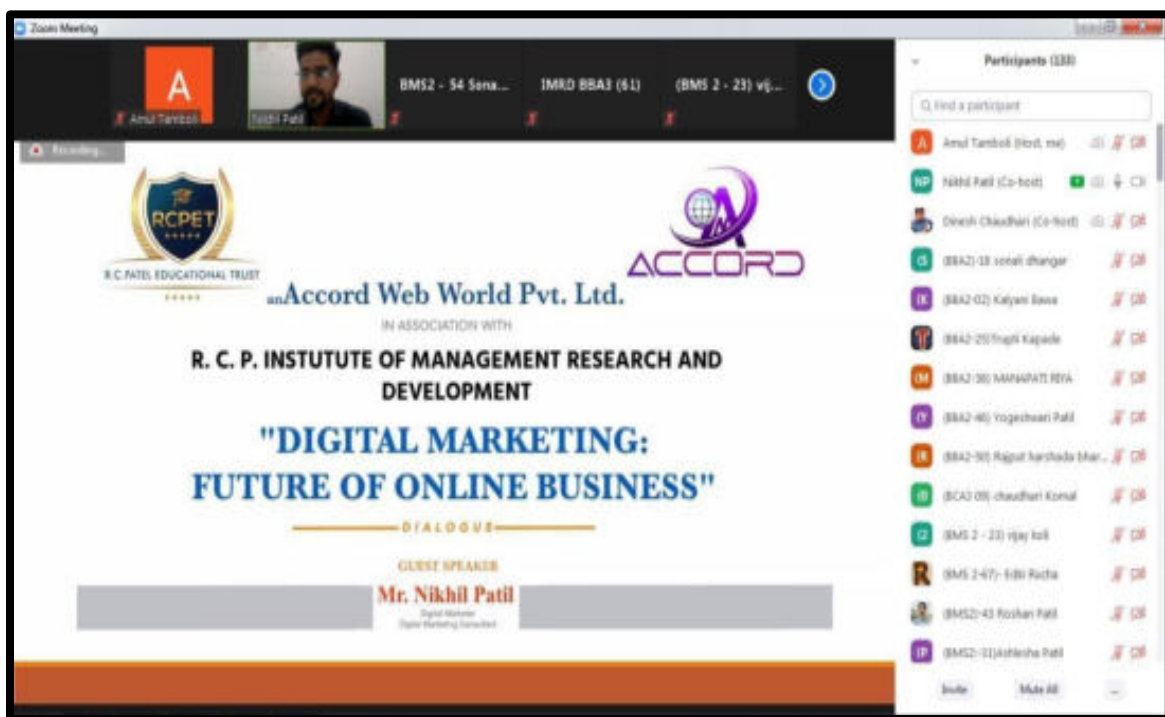 Zoom Meeting
A
Amul Tamboli
Nikhil Patil
BMS2 - 54 Sona...
IMRD BBA3 (61)
(BMS 2 - 23) vij...
Recording...
RCPET
R.C.PATEL EDUCATIONAL TRUST
ACCORD
an Accord Web World Pvt. Ltd.
IN ASSOCIATION WITH
R. C. P. INSTUTUTE OF MANAGEMENT RESEARCH AND
DEVELOPMENT
"DIGITAL MARKETING:
FUTURE OF ONLINE BUSINESS"
DIALOGUE
GUEST SPEAKER
Mr. Nikhil Patil
Digital Marketer
Digital Marketing Consultant
Participants (133)
Find a participant
A Amul Tamboli (Host, me)
NP Nikhil Patil (Co-host)
Dinesh Chaudhari (Co-host)
(BBA2)-18 sonali dhangar
(BBA2-02) Kalyani Bawa
(BBA2-25)Trupti Kapade
(BBA2-36) MANAPATI RIYA
(BBA2-46) Yogeshwari Patil
(BBA2-50) Rajput harshada bhar...
(BCA3 09) chaudhari Komal
(BMS 2 - 23) vijay koli
R (BMS 2-67)- Editi Racha
(BMS2)-43 Roshan Patil
(BMS2)-31)Ashlesha Patil
Invite Mute All ...